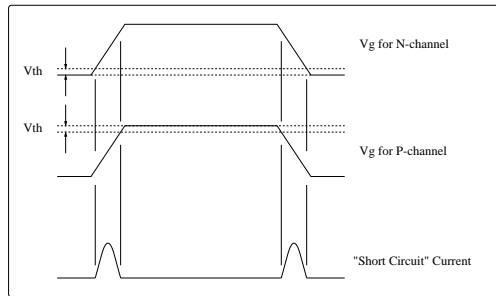 Vg for N-channel
Vth
Vth
Vg for P-channel
"Short Circuit" Current